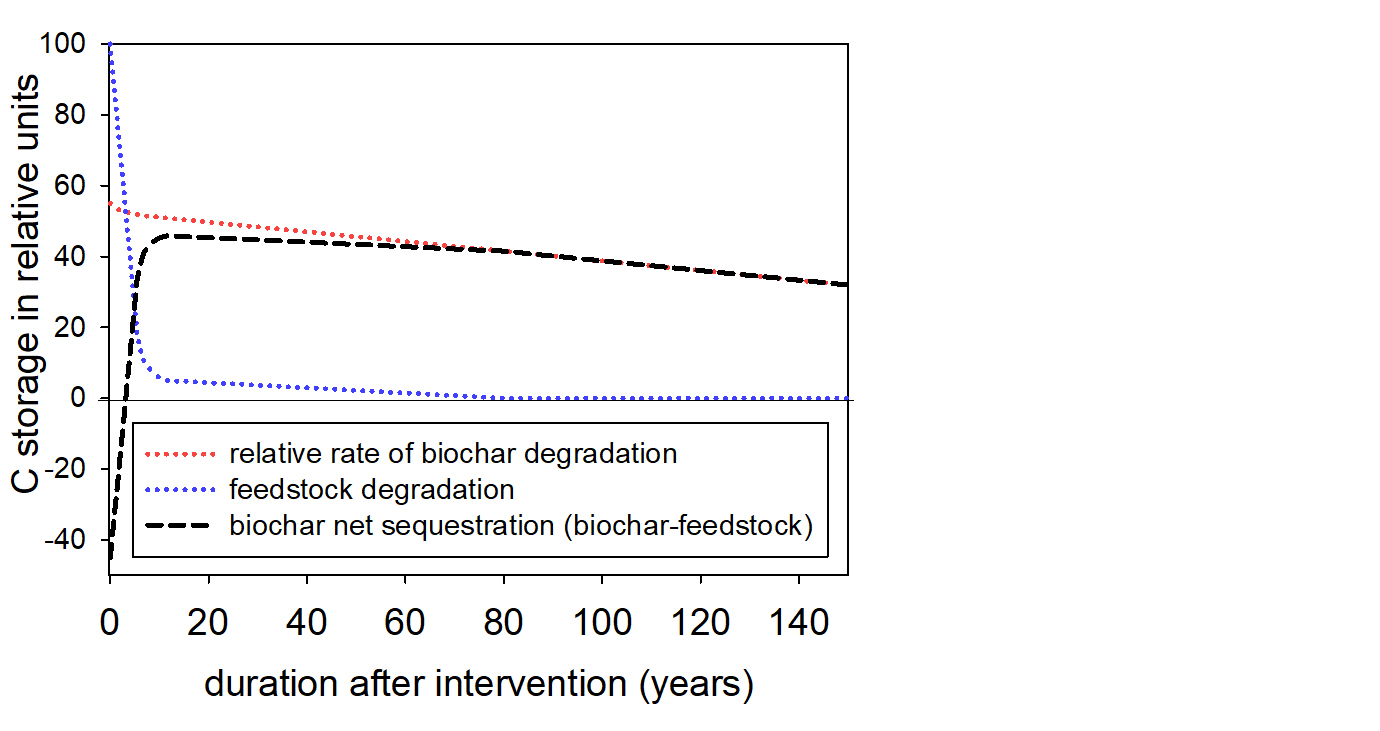 100
80
60
40
20
0
-20
-40
C storage in relative units
relative rate of biochar degradation
feedstock degradation
biochar net sequestration (biochar-feedstock)
0 20 40 60 80 100 120 140
duration after intervention (years)